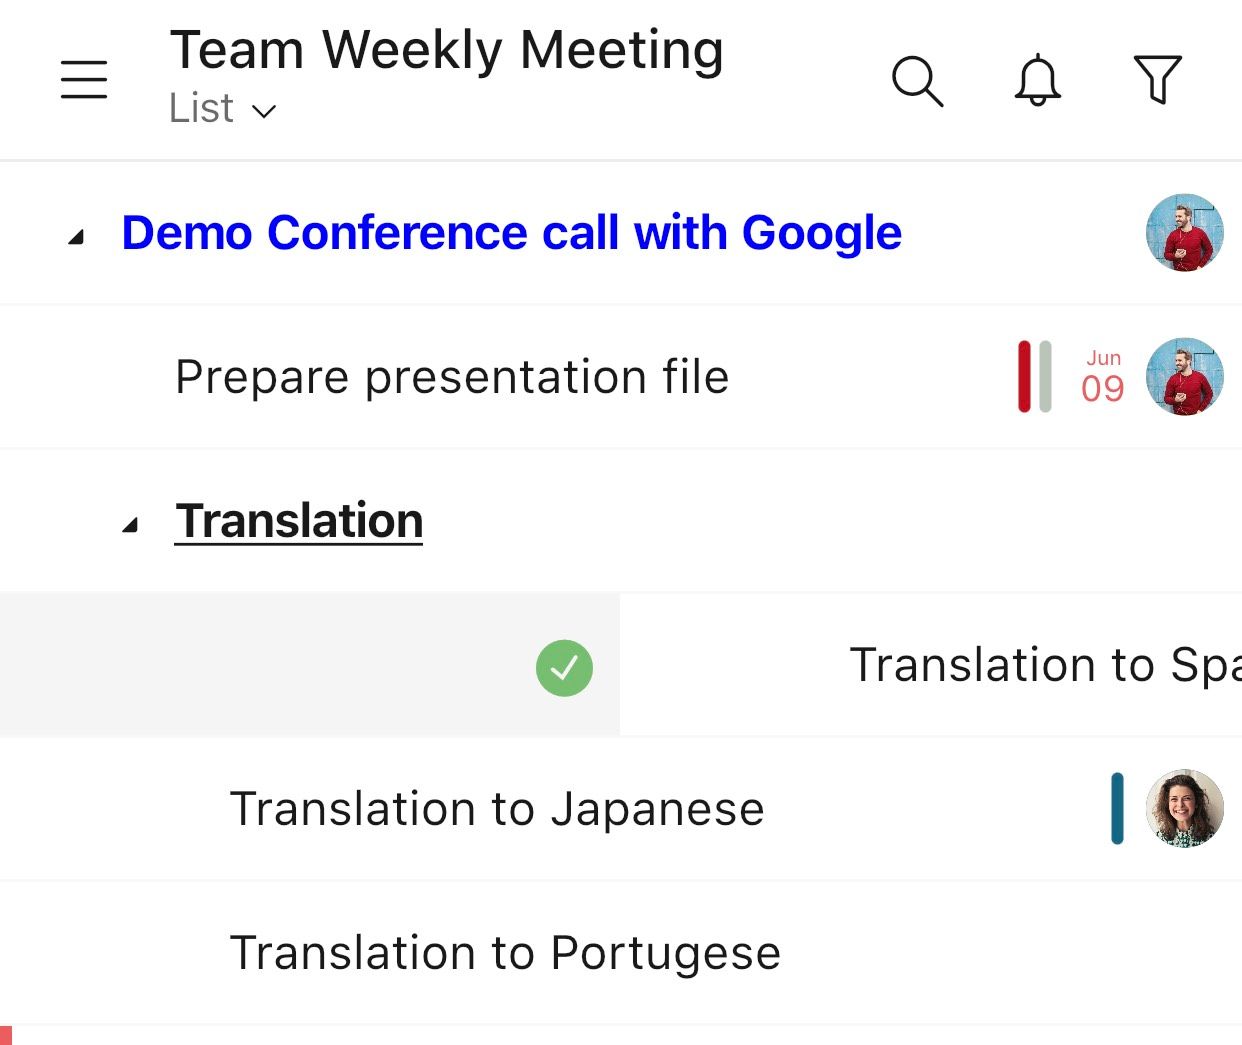 Team Weekly Meeting
List
Demo Conference call with Google
Prepare presentation file
Jun
09
Translation
Translation to Spa
Translation to Japanese
Translation to Portugese